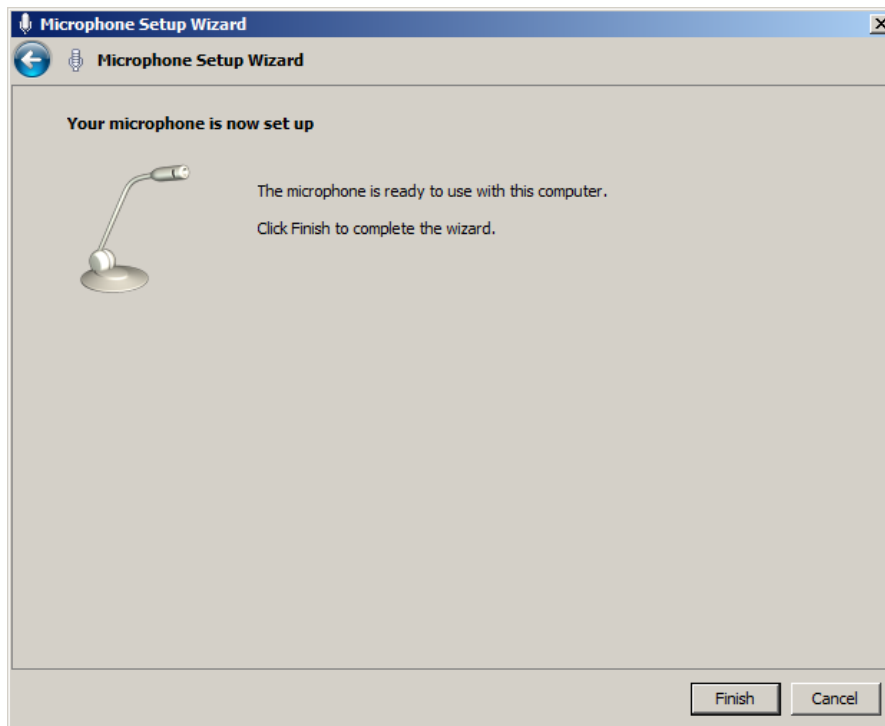 Microphone Setup Wizard
Microphone Setup Wizard
Your microphone is now set up
The microphone is ready to use with this computer.
Click Finish to complete the wizard.
Finish Cancel